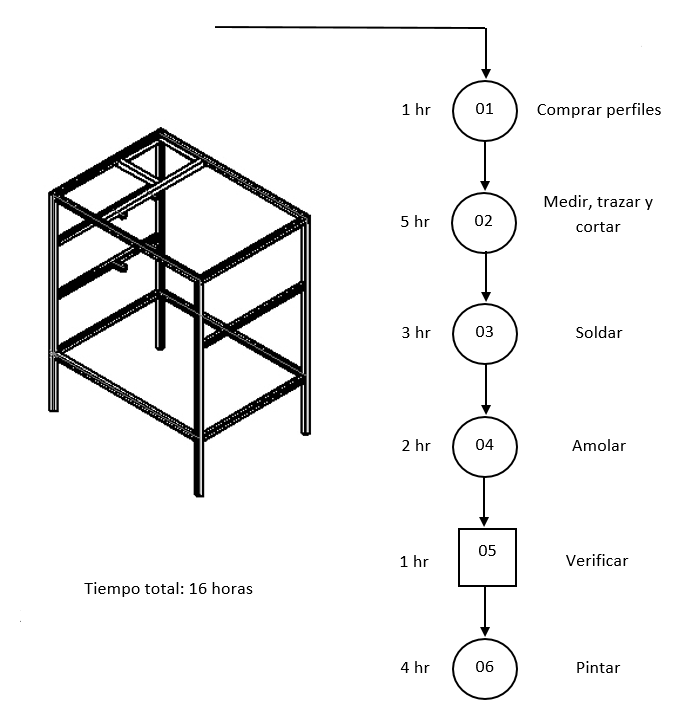 1 hr 01 Comprar perfiles
5 hr 02 Medir, trazar y
cortar
3 hr 03 Soldar
2 hr 04 Amolar
1 hr 05 Verificar
Tiempo total: 16 horas
4 hr 06 Pintar